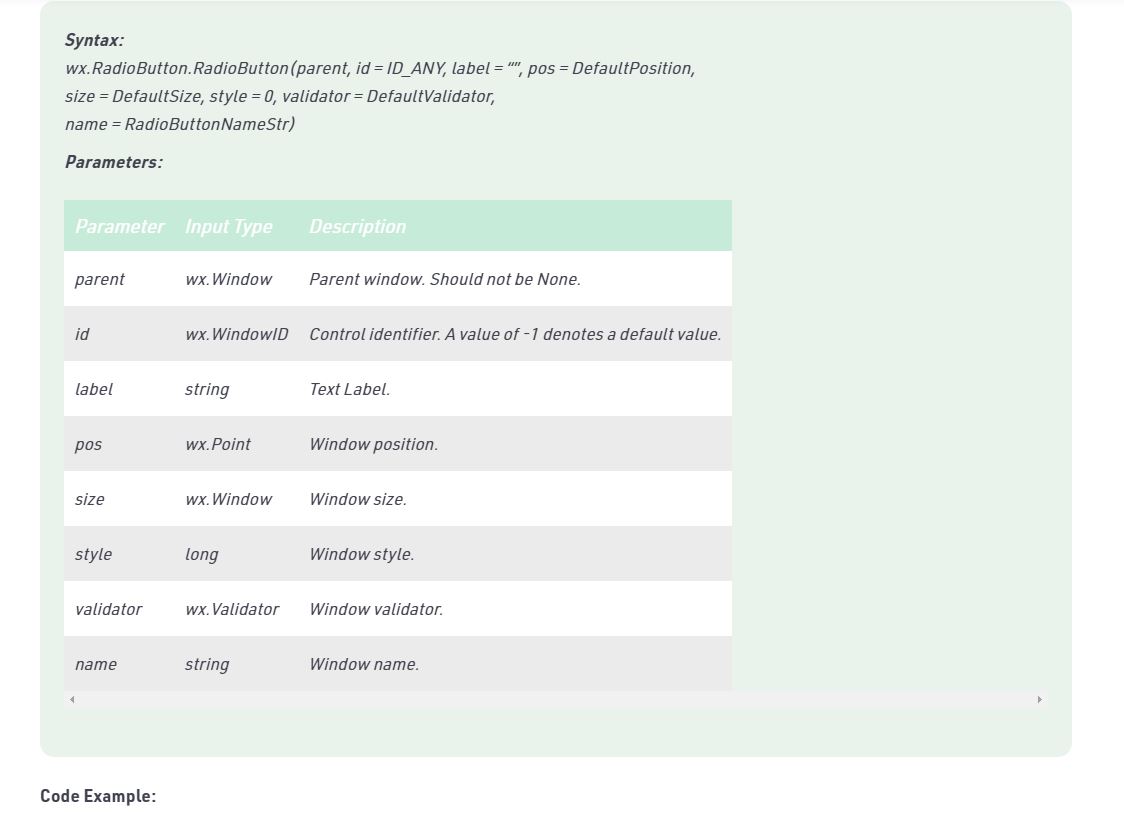 Syntax:
wx.RadioButton.RadioButton(parent, id = ID_ANY, label = “”, pos = DefaultPosition,
size = DefaultSize, style = 0, validator = DefaultValidator,
name = RadioButtonNameStr)
Parameters:
Parameter Input Type Description
parent wx.Window Parent window. Should not be None.
id wx.WindowID Control identifier. A value of -1 denotes a default value.
label string Text Label.
pos wx.Point Window position.
size wx.Window Window size.
style long Window style.
validator wx.Validator Window validator.
name string Window name.
Code Example: